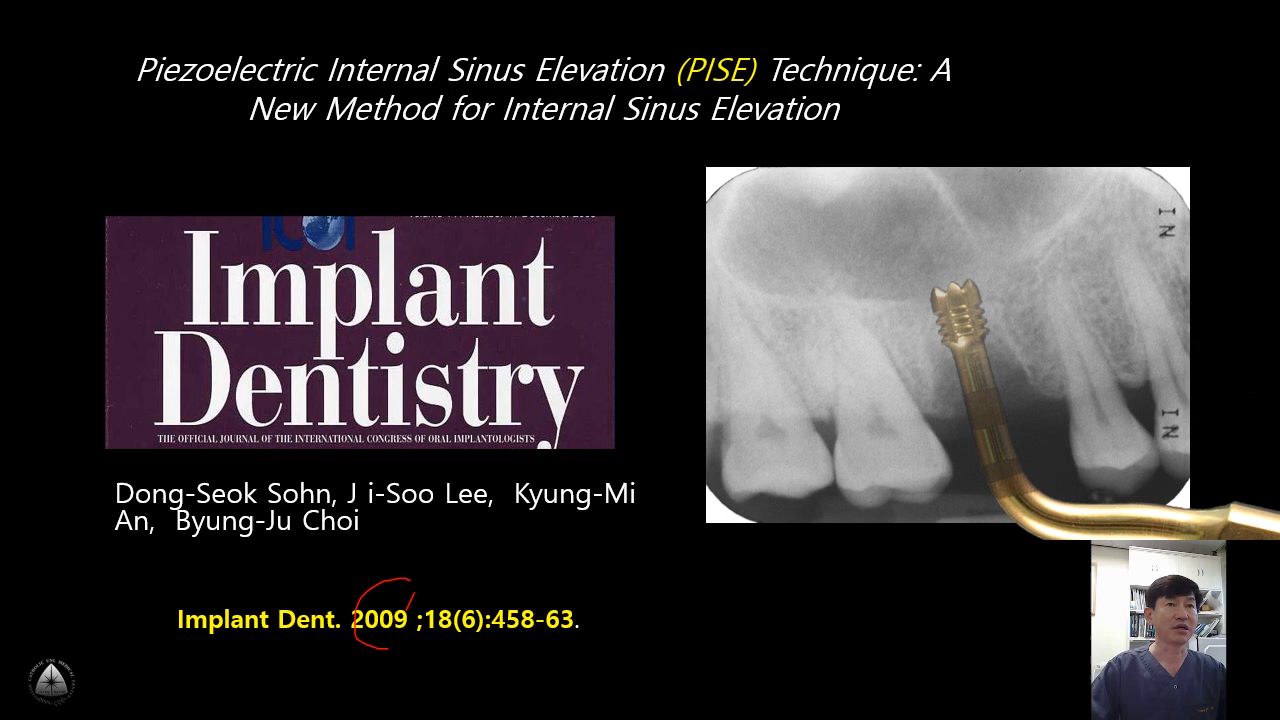 Piezoelectric Internal Sinus Elevation (PISE) Technique: A
New Method for Internal Sinus Elevation
Implant
Dentistry
THE OFFICIAL JOURNAL OF THE INTERNATIONAL CONGRESS OF ORAL IMPLANTOLOGISTS
Dong-Seok Sohn, J i-Soo Lee, Kyung-Mi
An, Byung-Ju Choi
Implant Dent. 2009 ;18(6):458-63.
IN
IN